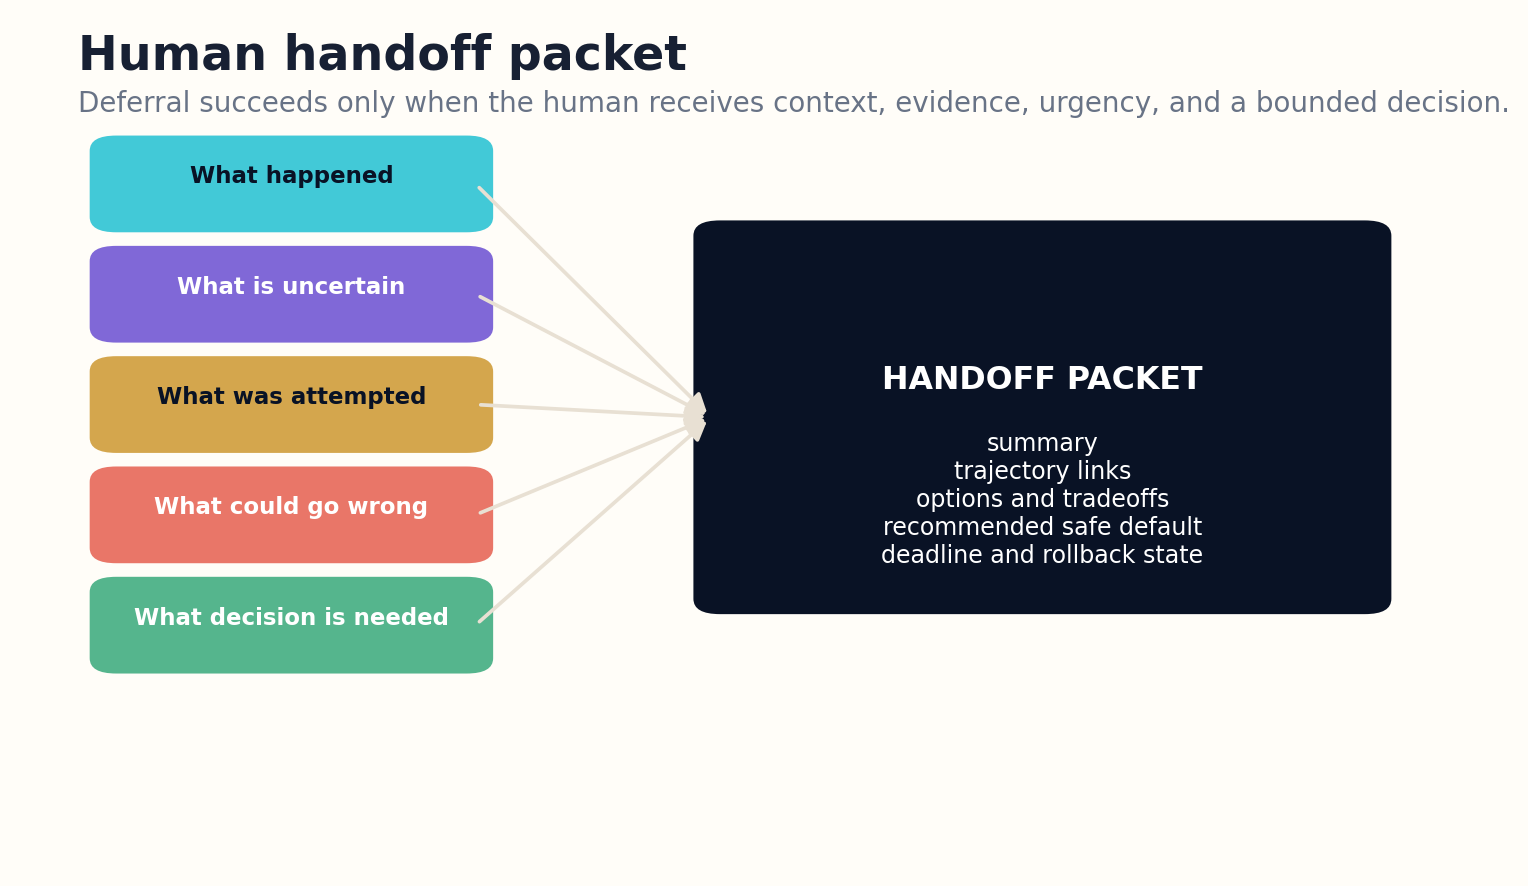 Human handoff packet
Deferral succeeds only when the human receives context, evidence, urgency, and a bounded decision.
What happened
What is uncertain
What was attempted
What could go wrong
What decision is needed
HANDOFF PACKET
summary
trajectory links
options and tradeoffs
recommended safe default
deadline and rollback state